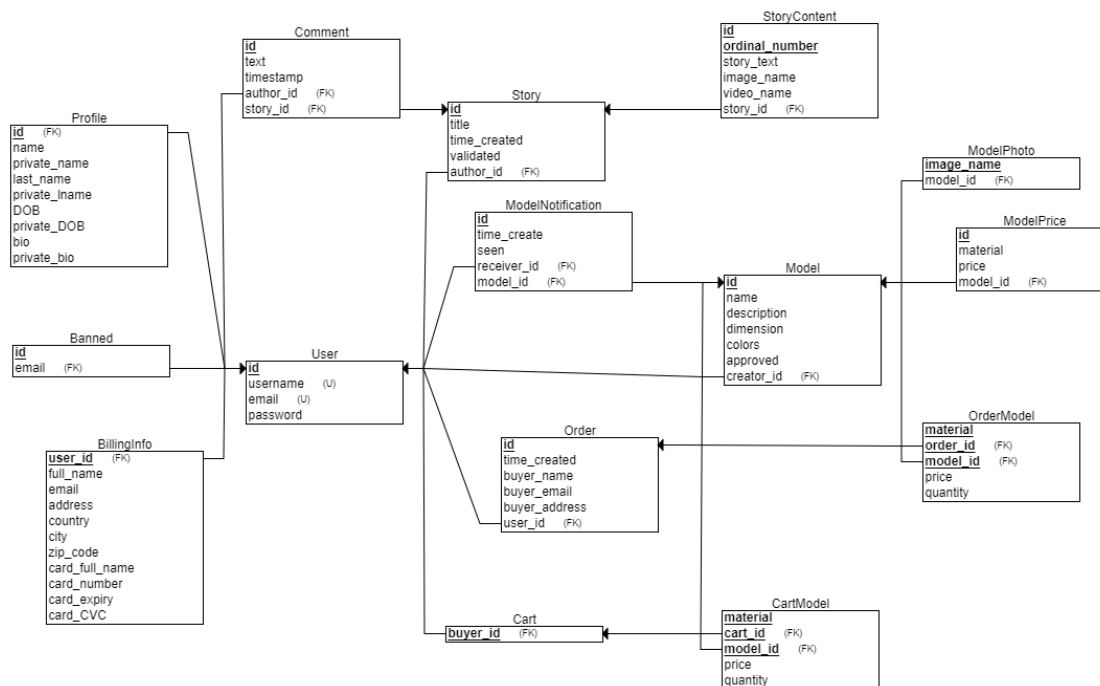 Comment
id
text
timestamp
author_id (FK)
story_id (FK)
StoryContent
id
ordinal_number
story_text
image_name
video_name
story_id (FK)
Story
id
title
time_created
validated
author_id (FK)
Profile
id (FK)
name
private_name
last_name
private_lname
DOB
private_DOB
bio
private_bio
ModelPhoto
image_name
model_id (FK)
ModelNotification
id
time_create
seen
receiver_id (FK)
model_id (FK)
ModelPrice
id
material
price
model_id (FK)
Model
id
name
description
dimension
colors
approved
creator_id (FK)
Banned
id
email (FK)
User
id
username (U)
email (U)
password
BillingInfo
user_id (FK)
full_name
email
address
country
city
zip_code
card_full_name
card_number
card_expiry
card_CVC
Order
id
time_created
buyer_name
buyer_email
buyer_address
user_id (FK)
OrderModel
material
order_id (FK)
model_id (FK)
price
quantity
Cart
buyer_id (FK)
CartModel
material
cart_id (FK)
model_id (FK)
price
quantity